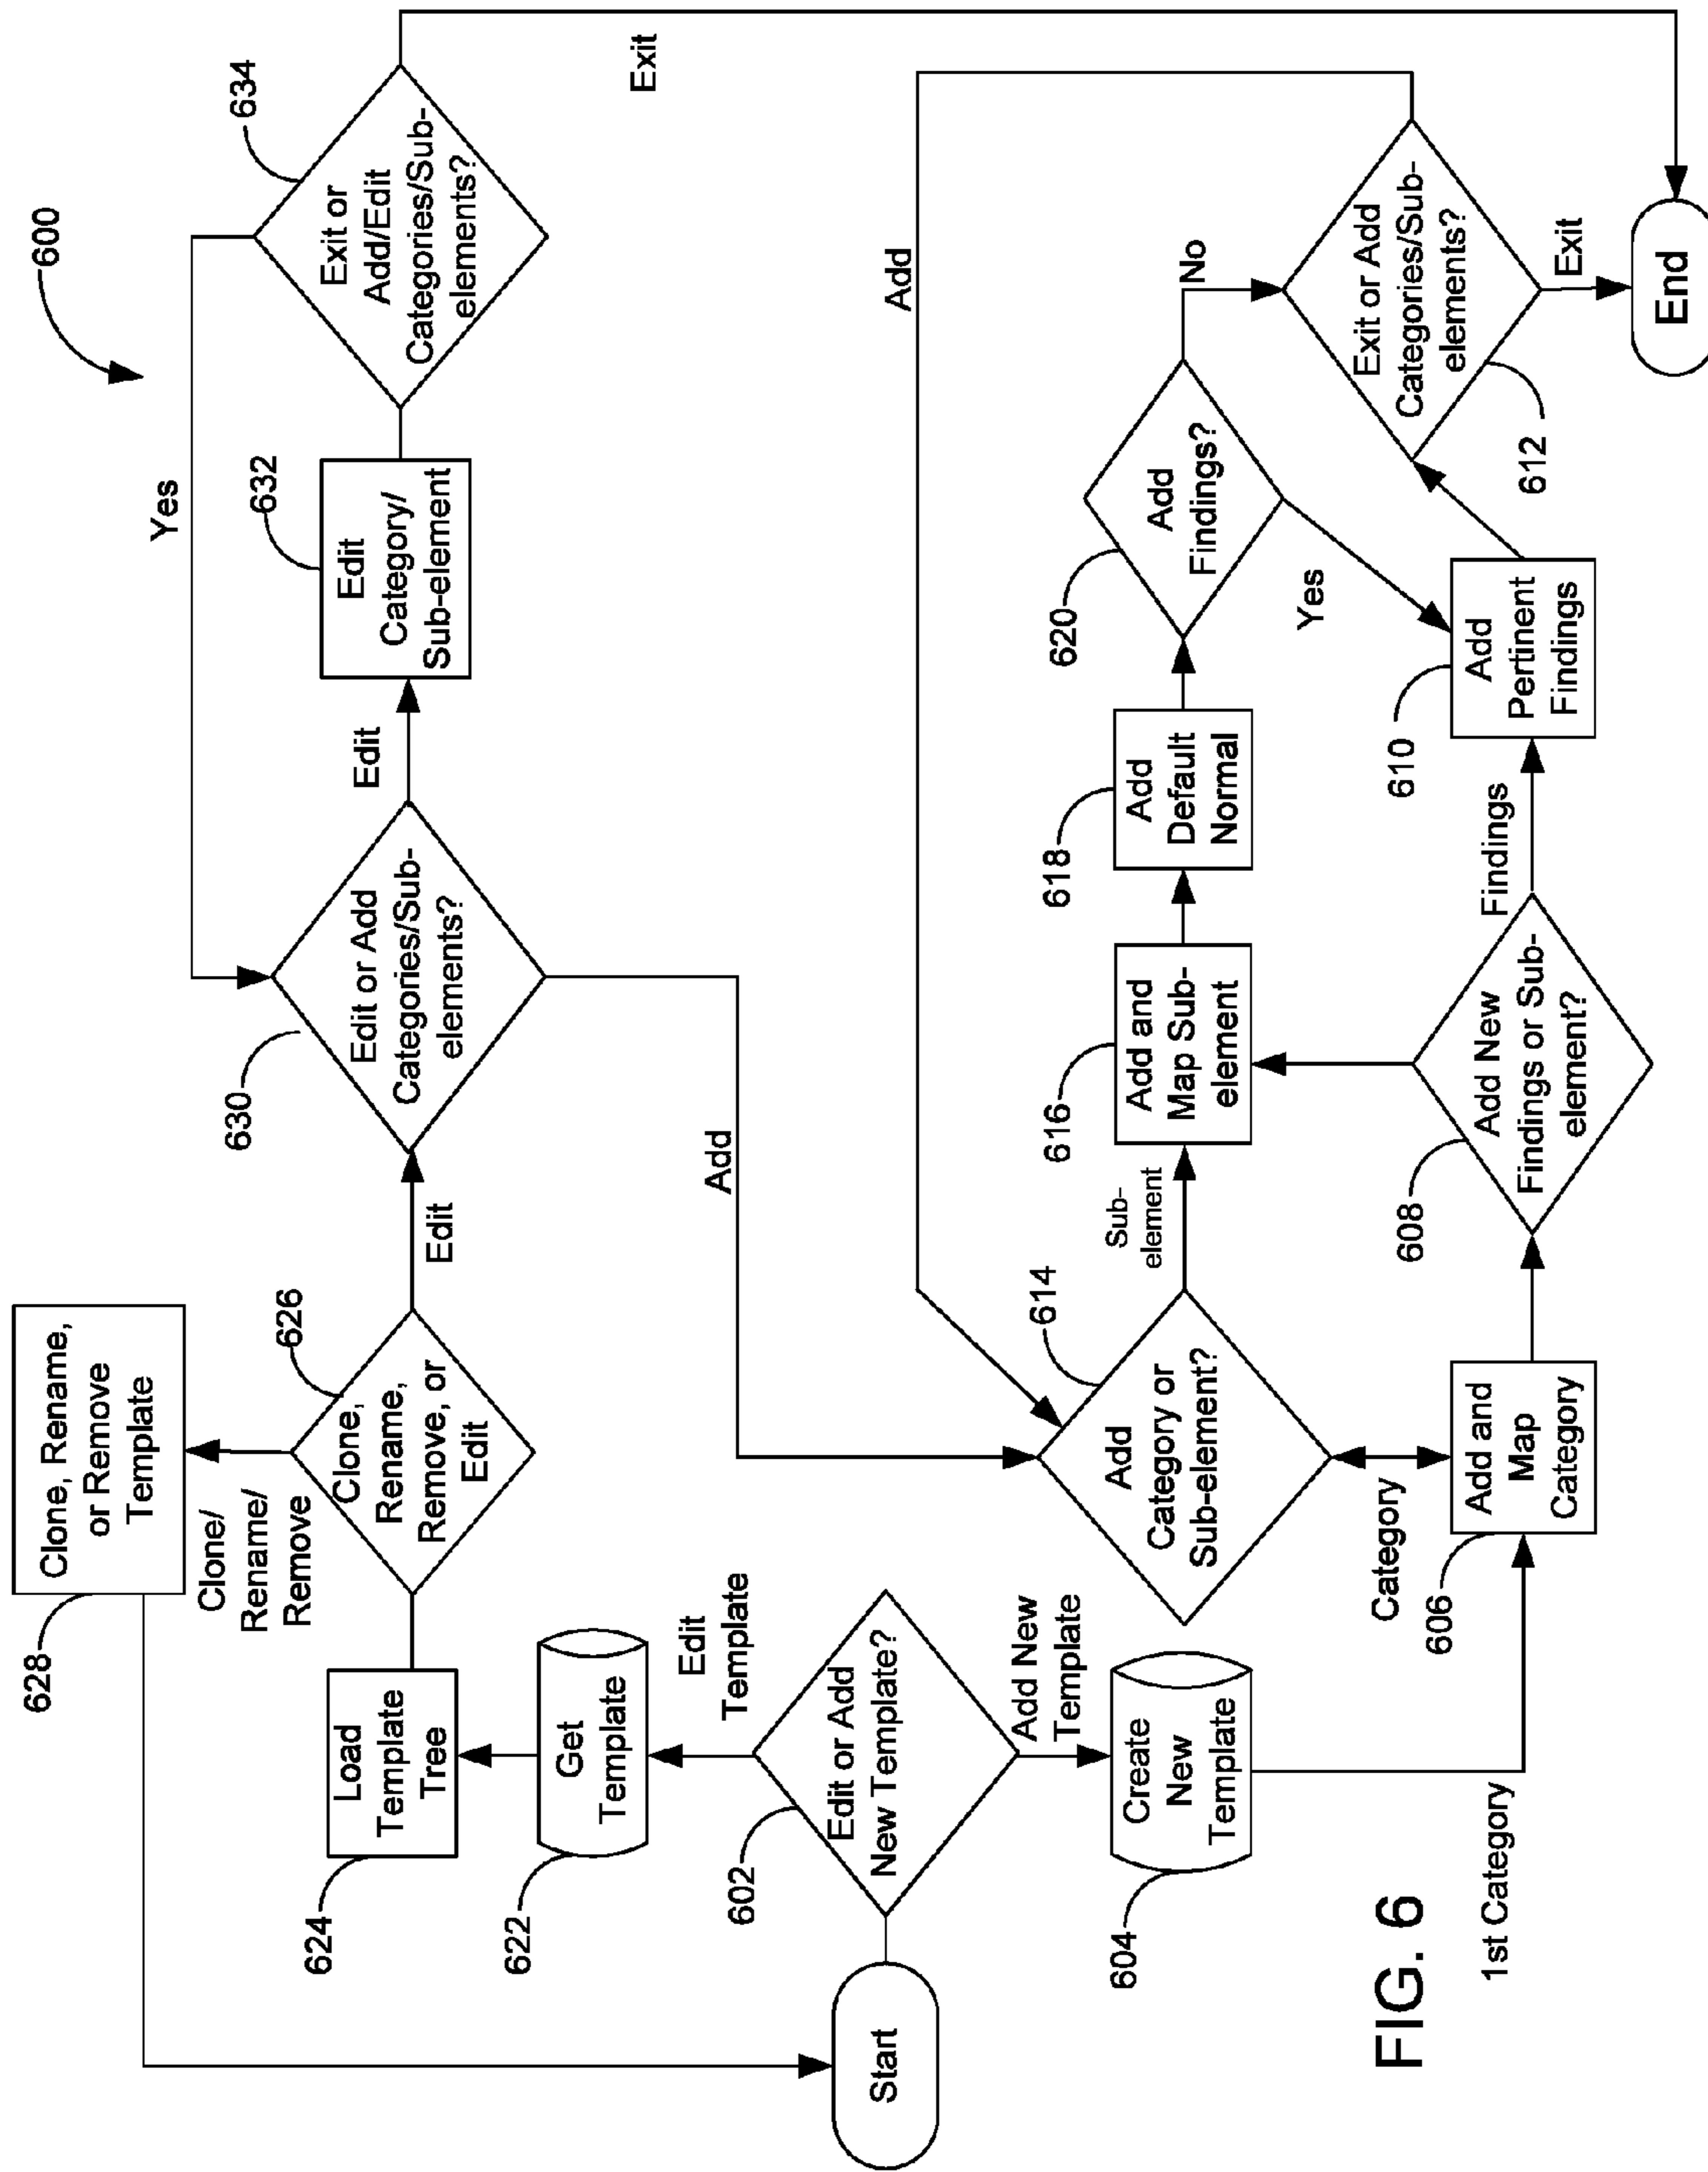 600
628
Clone, Rename,
or Remove
Template
Yes
Clone/
Rename/
Remove
624
Load
Template
Tree
626
Clone,
Rename,
Remove, or
Edit
Edit
630
Edit or Add
Categories/Sub-
elements?
Edit
632
Edit
Category/
Sub-element
634
Exit or
Add/Edit
Categories/Sub-
elements?
Exit
622
Get
Template
Edit
Template
Add
Add
Start
602
Edit or Add
New Template?
Add New
Template
604
Create
New
Template
614
Add
Category or
Sub-element?
Sub-
element
616
Add and
Map Sub-
element
618
Add
Default
Normal
620
Add
Findings?
No
Yes
Category
1st Category
606
Add and
Map
Category
608
Add New
Findings or Sub-
element?
Findings
610
Add
Pertinent
Findings
612
Exit or Add
Categories/Sub-
elements?
Exit
End
FIG. 6